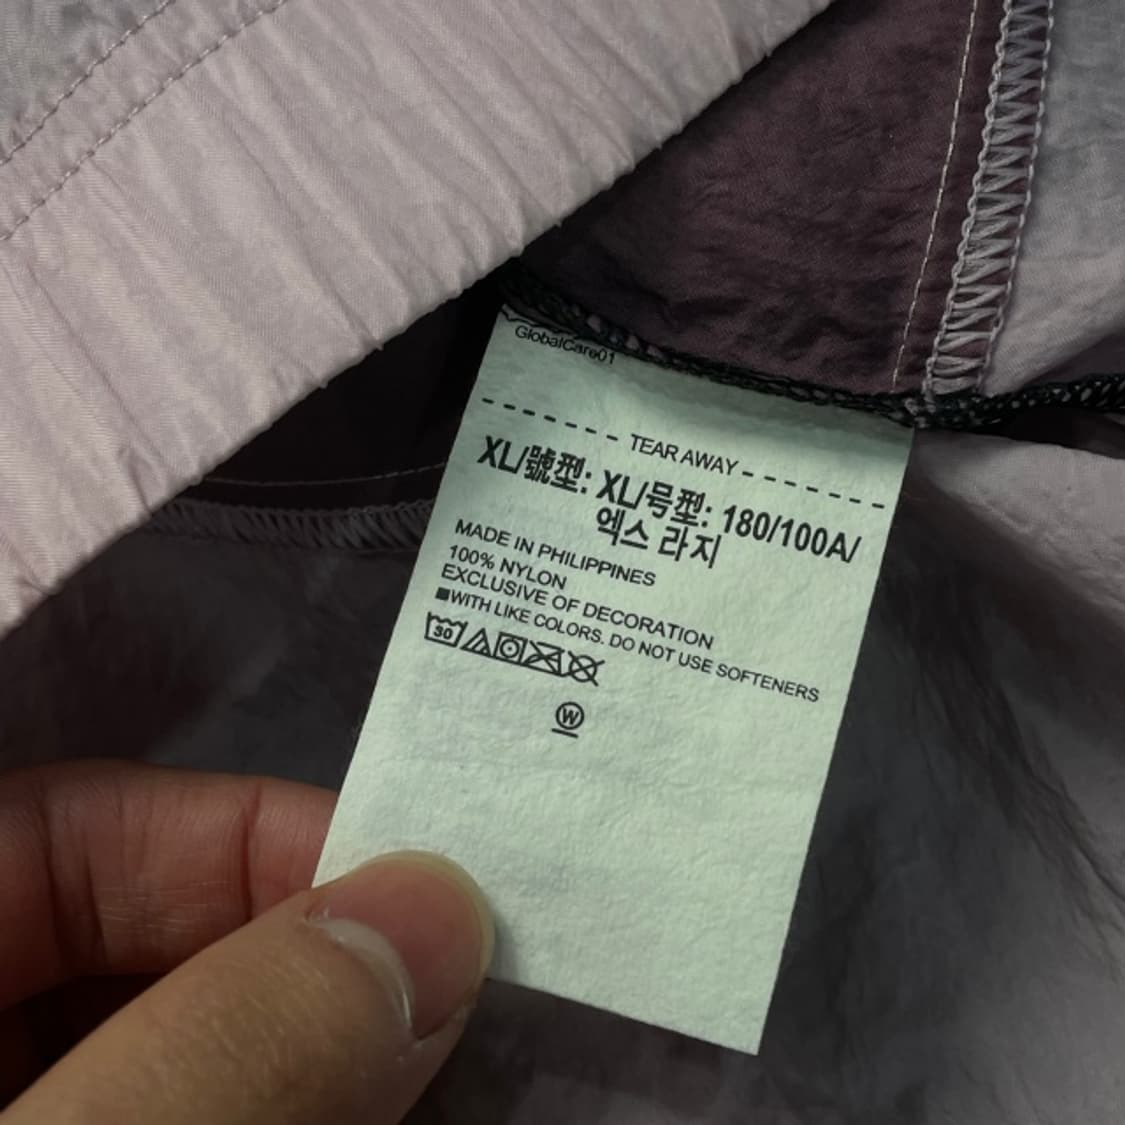 GlobalCare01
TEAR AWAY
XL/號型: XL/号型: 180/100A/
엑스 라지
MADE IN PHILIPPINES
100% NYLON
EXCLUSIVE OF DECORATION
■WITH LIKE COLORS. DO NOT USE SOFTENERS
30
W